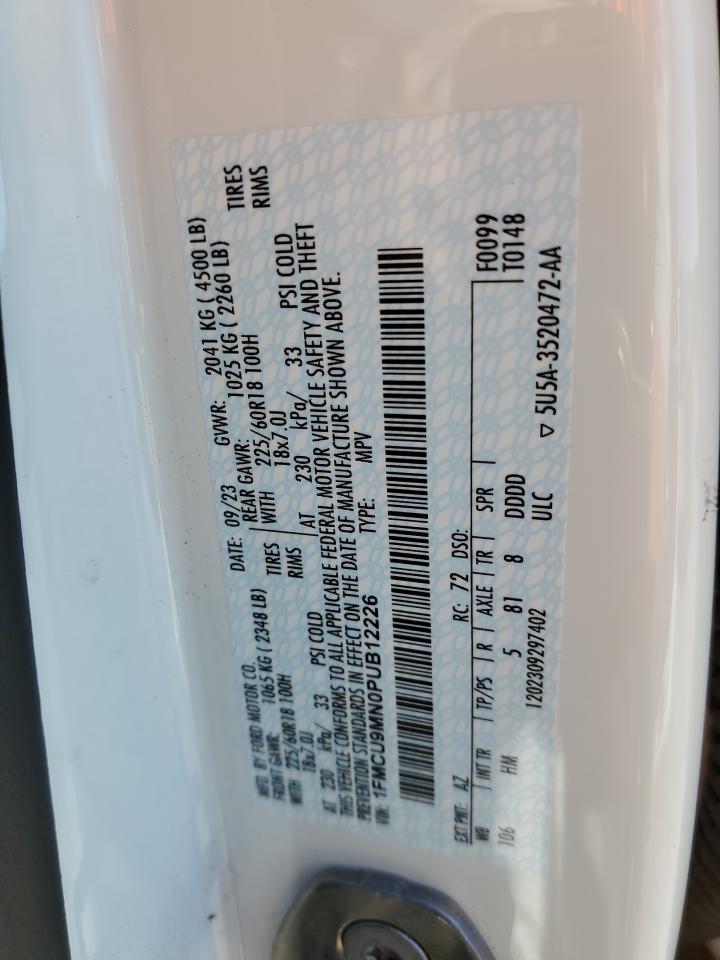 MFD. BY FORD MOTOR CO.
DATE: 09/23 GVWR: 2041 KG ( 4500 LB)
FRONT GAWR: 1065 KG ( 2348 LB) REAR GAWR: 1025 KG ( 2260 LB)
WITH 225/60R18 100H TIRES WITH 225/60R18 100H TIRES
18x7.0J RIMS 18x7.0J RIMS
AT 230 kPa/ 33 PSI COLD AT 230 kPa/ 33 PSI COLD
THIS VEHICLE CONFORMS TO ALL APPLICABLE FEDERAL MOTOR VEHICLE SAFETY AND THEFT
PREVENTION STANDARDS IN EFFECT ON THE DATE OF MANUFACTURE SHOWN ABOVE.
VIN: 1FMCU9MN0PUB12226 TYPE: MPV
EXT PNT: AZ RC: 72 DSO: F0099
WB INT TR TP/PS R AXLE TR SPR T0148
106 HM 5 81 8 DDDD
ULC ▽ 5U5A-3520472-AA
1202309297402